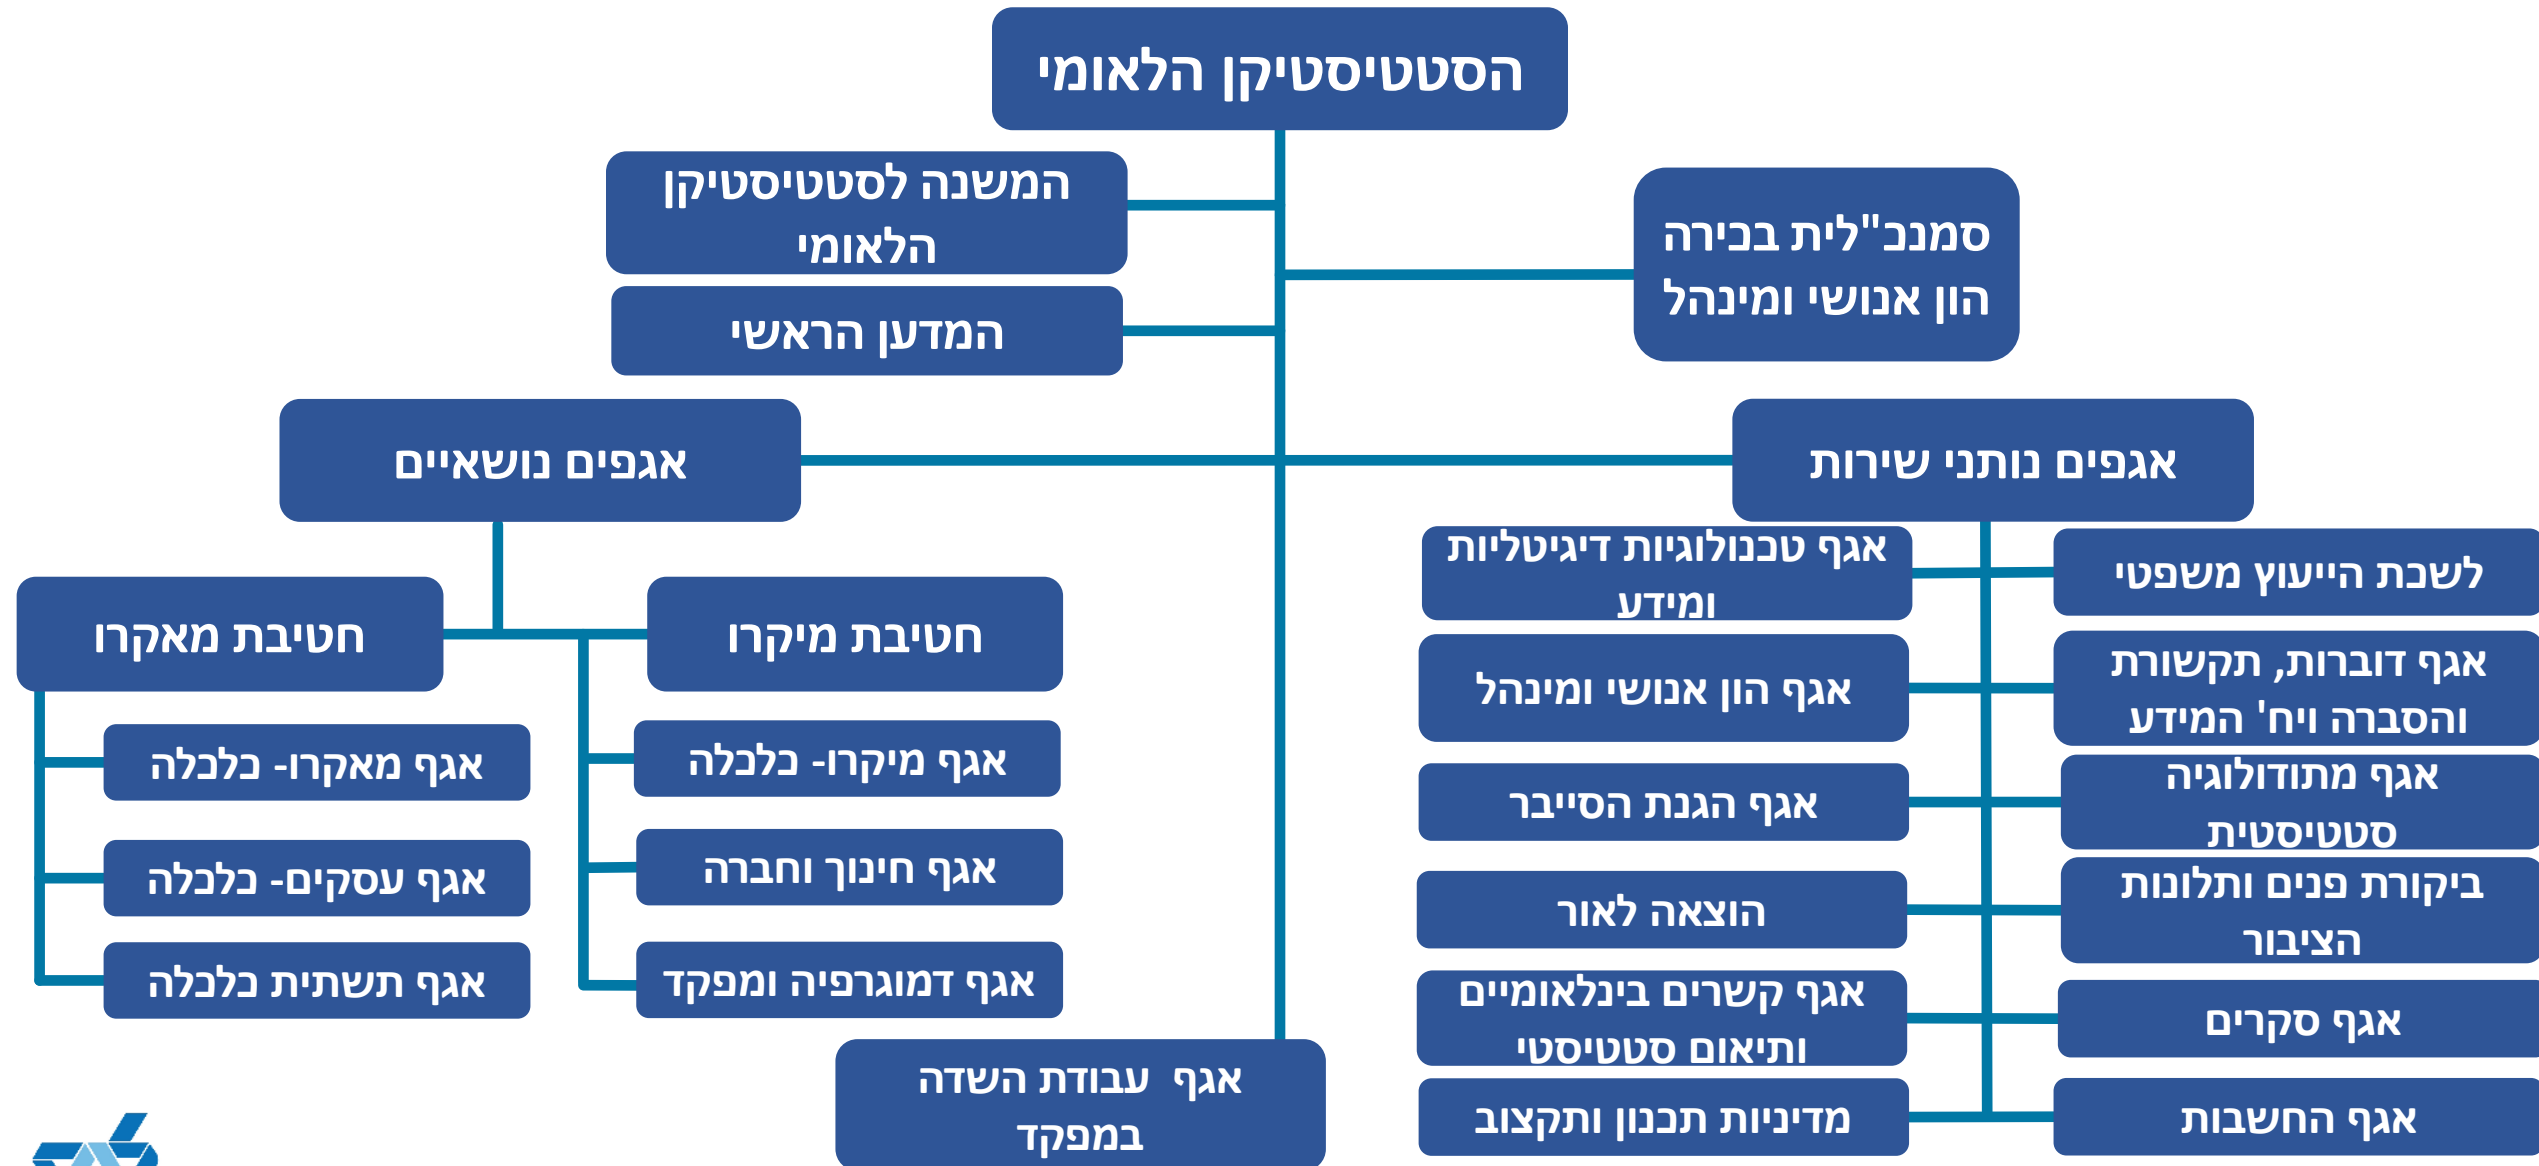 הסטטיסטיקן הלאומי
המשנה לסטטיסטיקן
הלאומי
סמנכ"לית בכירה
הון אנושי ומינהל
המדען הראשי
אגפים נותני שירות
אגפים נושאיים
לשכת הייעוץ משפטי
אגף טכנולוגיות דיגיטליות
ומידע
אגף דוברות, תקשורת
והסברה ויח' המידע
אגף הון אנושי ומינהל
אגף מתודולוגיה
סטטיסטית
אגף הגנת הסייבר
ביקורת פנים ותלונות
הציבור
הוצאה לאור
אגף סקרים
אגף קשרים בינלאומיים
ותיאום סטטיסטי
אגף החשבות
מדיניות תכנון ותקצוב
חטיבת מיקרו
אגף מיקרו- כלכלה
אגף חינוך וחברה
אגף דמוגרפיה ומפקד
חטיבת מאקרו
אגף מאקרו- כלכלה
אגף עסקים- כלכלה
אגף תשתית כלכלה
אגף  עבודת השדה
במפקד